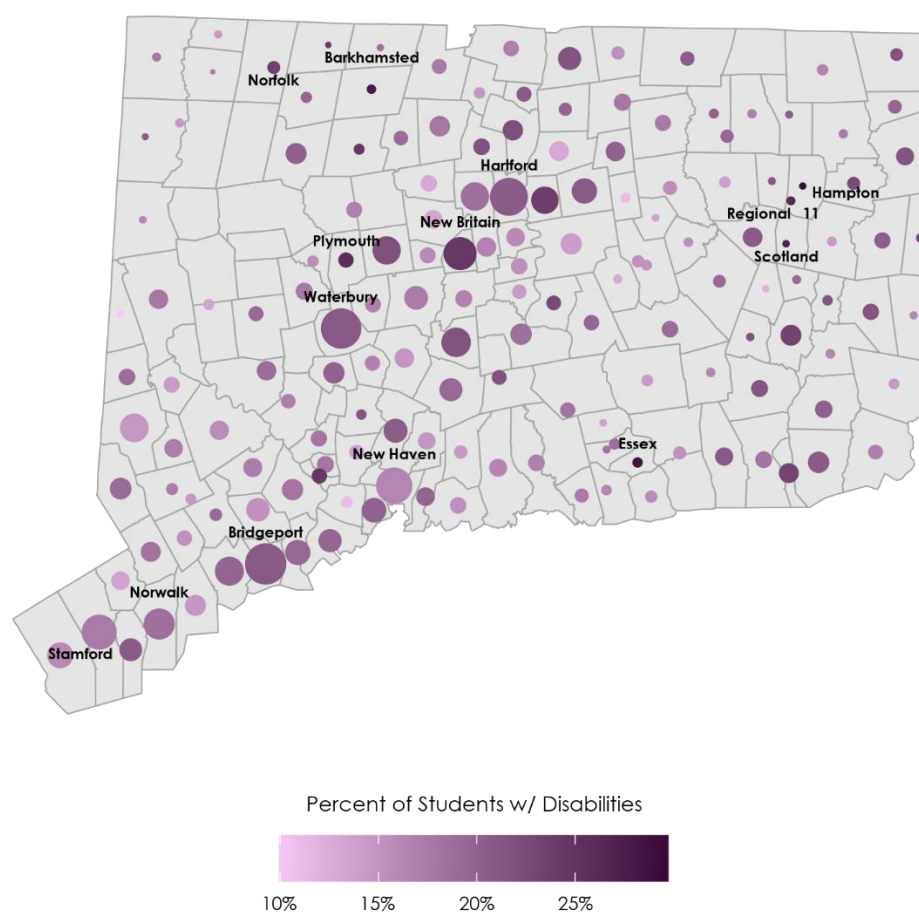 Barkhamsted
Norfolk
Hartford
Hampton
Regional 11
New Britain
Plymouth
Scotland
Waterbury
Essex
New Haven
Bridgeport
Norwalk
Stamford
Percent of Students w/ Disabilities
10% 15% 20% 25%